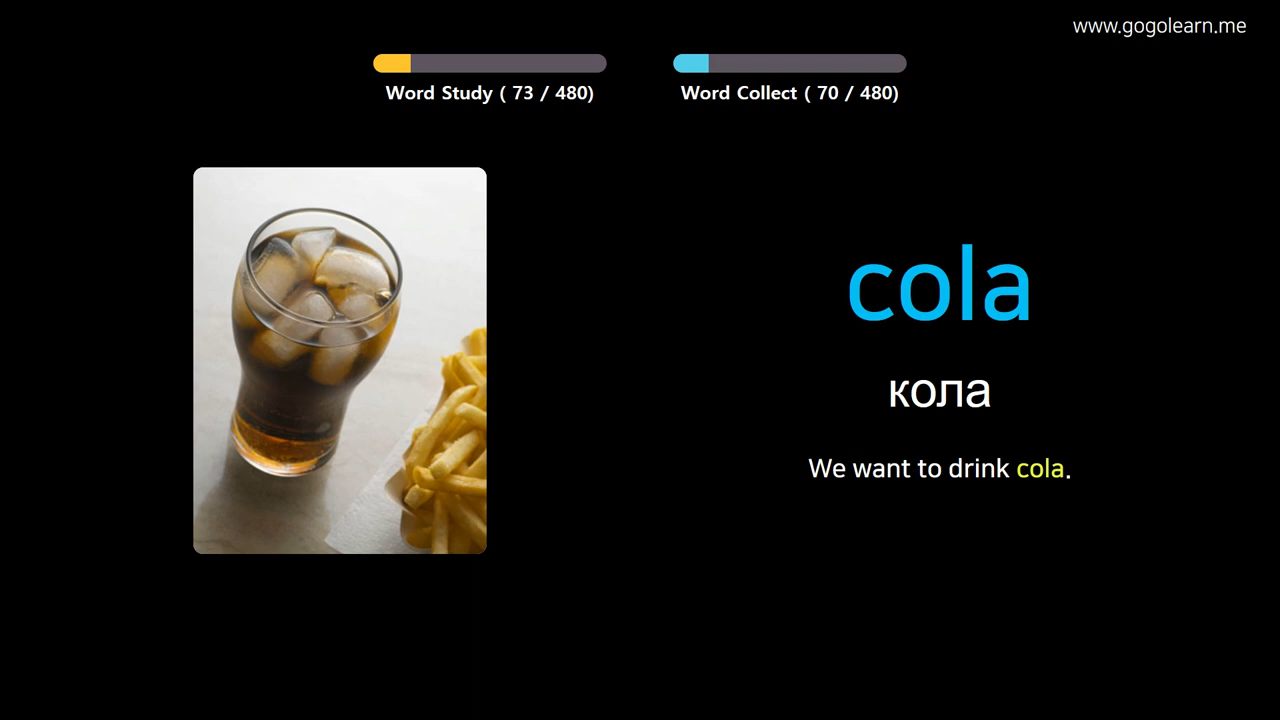 www.gogolearn.me
Word Study ( 73 / 480)
Word Collect ( 70 / 480)
cola
кола
We want to drink cola.